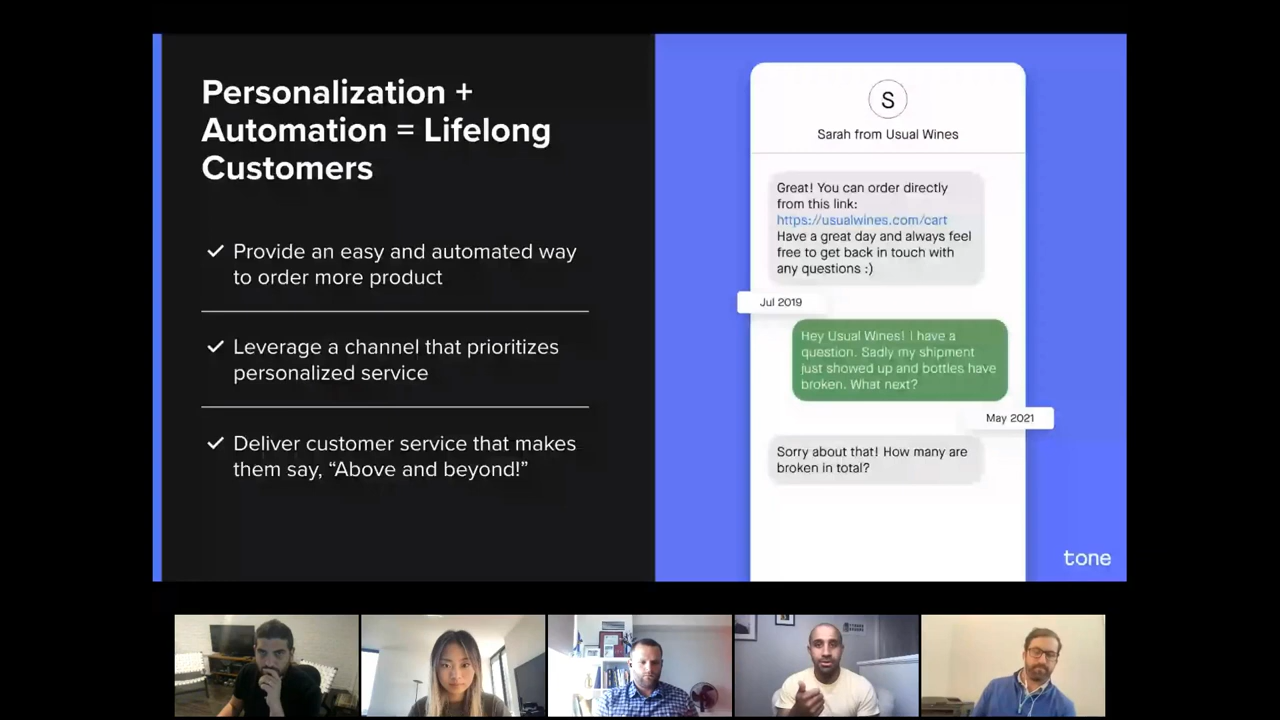 Personalization +
Automation = Lifelong
Customers
✓ Provide an easy and automated way
to order more product
✓ Leverage a channel that prioritizes
personalized service
✓ Deliver customer service that makes
them say, “Above and beyond!”
S
Sarah from Usual Wines
Great! You can order directly
from this link:
https://usualwines.com/cart
Have a great day and always feel
free to get back in touch with
any questions :)
Jul 2019
Hey Usual Wines! I have a
question. Sadly my shipment
just showed up and bottles have
broken. What next?
May 2021
Sorry about that! How many are
broken in total?
tone